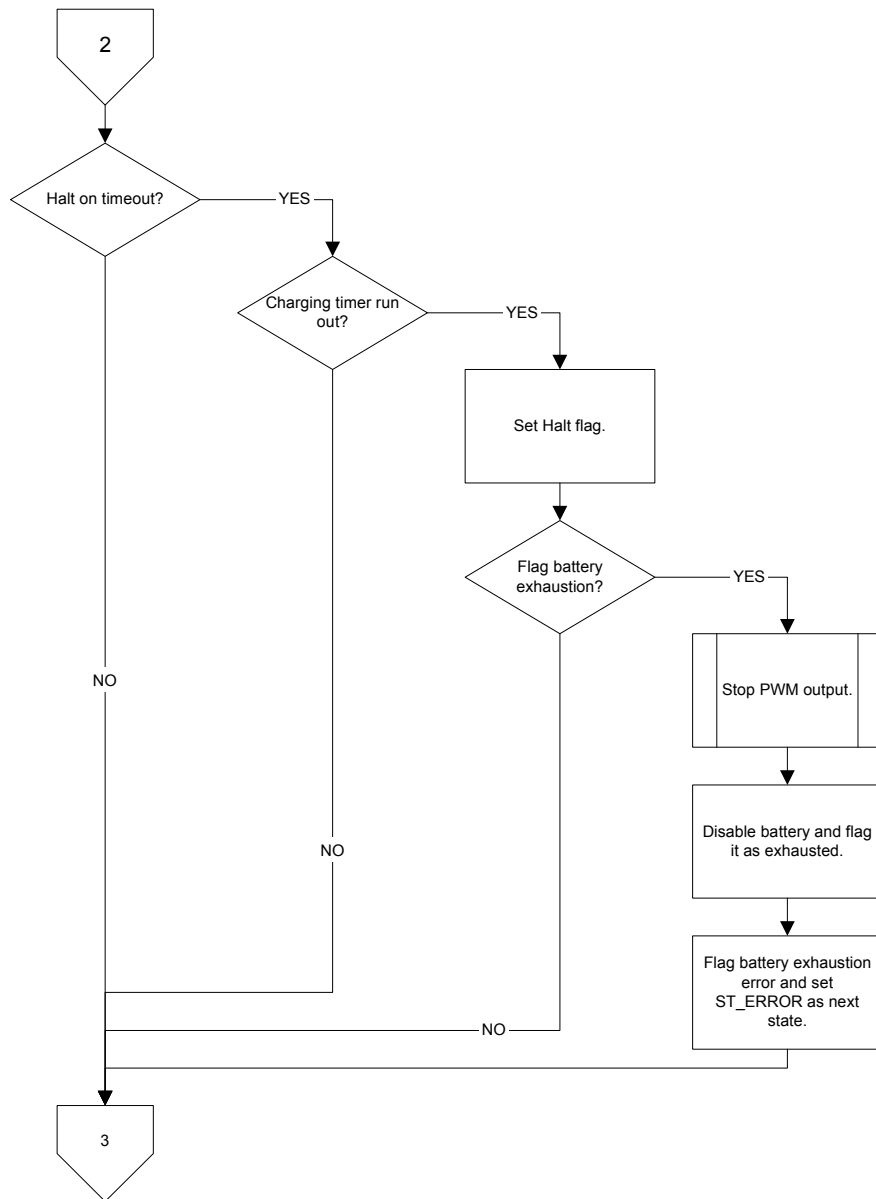 2
Halt on timeout?
YES
Charging timer run
out?
YES
Set Halt flag.
Flag battery
exhaustion?
YES
NO
Stop PWM output.
Disable battery and flag
it as exhausted.
NO
Flag battery exhaustion
error and set
ST_ERROR as next
state.
NO
3